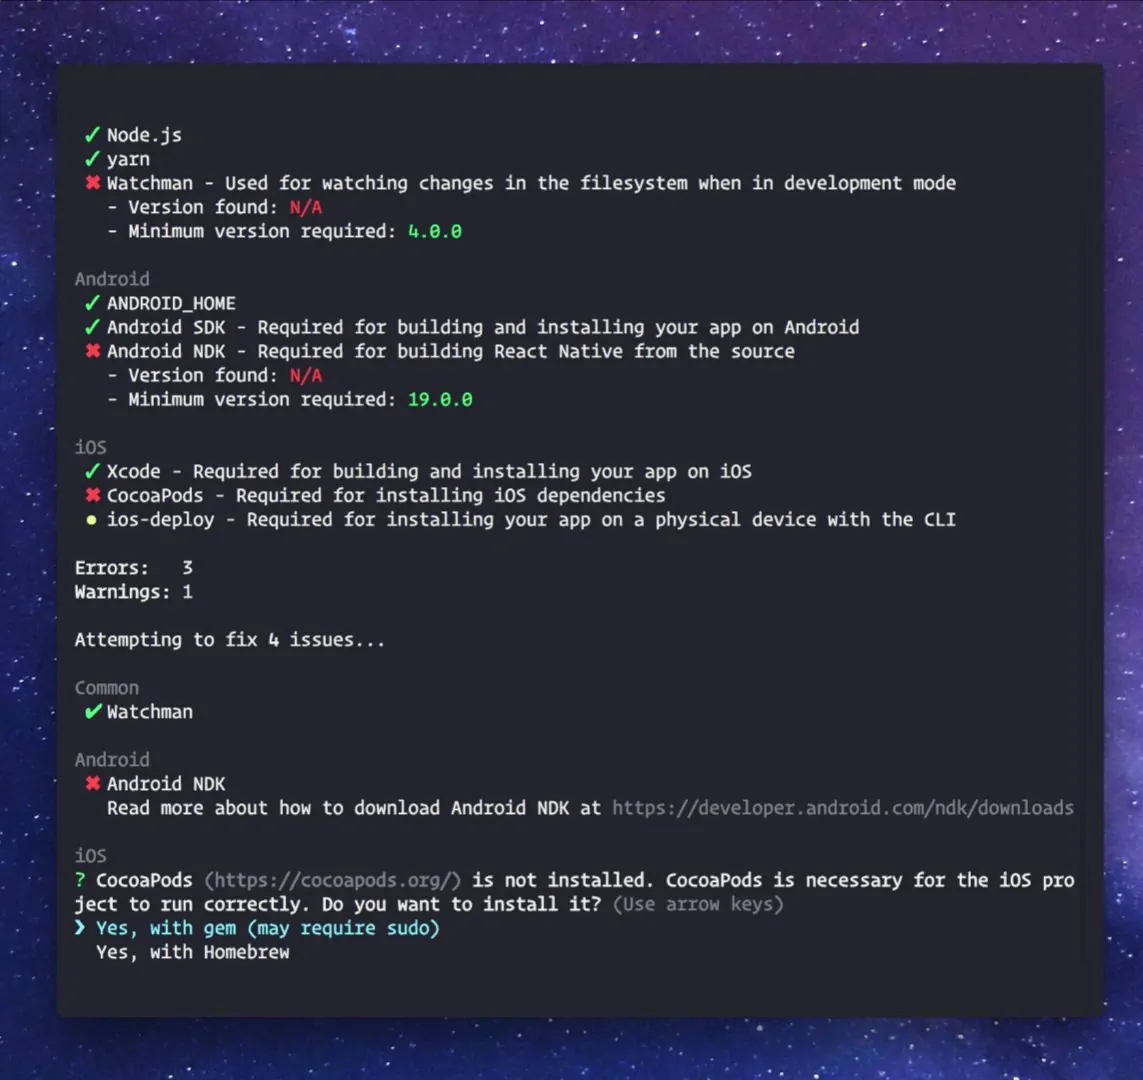 ✓ Node.js
✓ yarn
✖ Watchman - Used for watching changes in the filesystem when in development mode
- Version found: N/A
- Minimum version required: 4.0.0
Android
✓ ANDROID_HOME
✓ Android SDK - Required for building and installing your app on Android
✖ Android NDK - Required for building React Native from the source
- Version found: N/A
- Minimum version required: 19.0.0
iOS
✓ Xcode - Required for building and installing your app on iOS
✖ CocoaPods - Required for installing iOS dependencies
● ios-deploy - Required for installing your app on a physical device with the CLI
Errors: 3
Warnings: 1
Attempting to fix 4 issues...
Common
✔ Watchman
Android
✖ Android NDK
Read more about how to download Android NDK at https://developer.android.com/ndk/downloads
iOS
? CocoaPods (https://cocoapods.org/) is not installed. CocoaPods is necessary for the iOS pro
ject to run correctly. Do you want to install it? (Use arrow keys)
❯ Yes, with gem (may require sudo)
Yes, with Homebrew